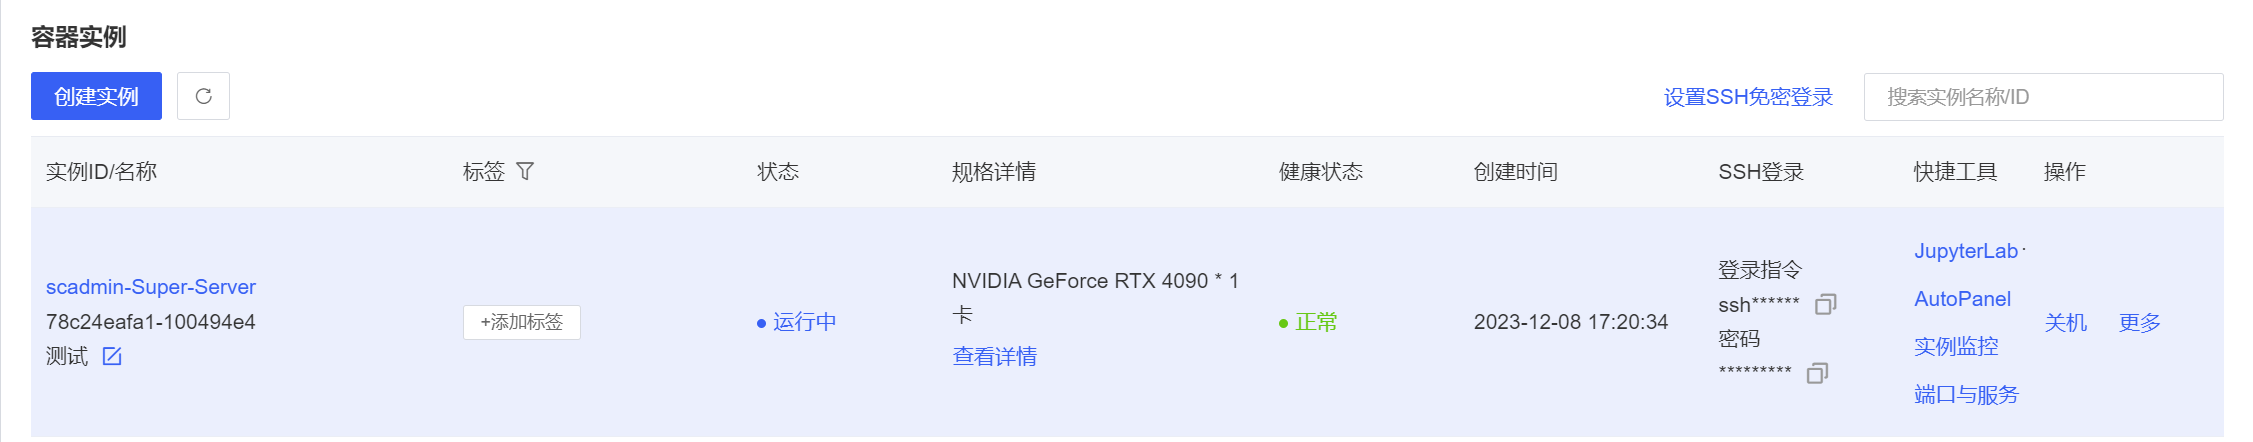 容器实例
创建实例
设置SSH免密登录
搜索实例名称/ID
实例ID/名称
标签
状态
规格详情
健康状态
创建时间
SSH登录
快捷工具
操作
scadmin-Super-Server
78c24eafa1-100494e4
测试
+添加标签
运行中
NVIDIA GeForce RTX 4090 * 1
卡
查看详情
正常
2023-12-08 17:20:34
登录指令
ssh******
密码
*********
JupyterLab
AutoPanel
实例监控
端口与服务
关机
更多